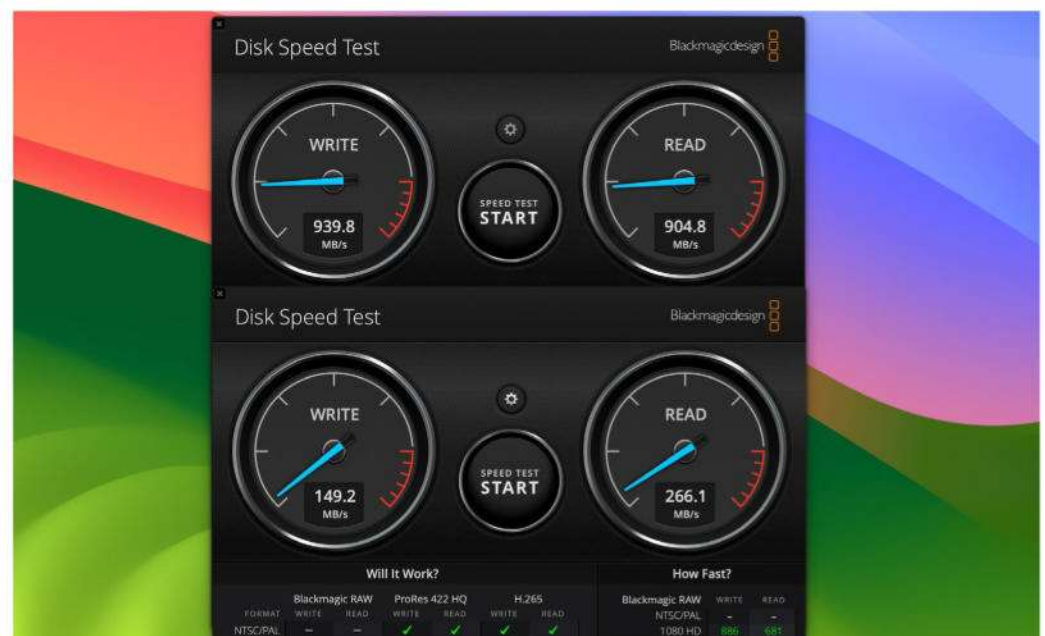 Disk Speed Test
Blackmagicdesign
WRITE
READ
SPEED TEST
START
939.8
MB/s
904.8
MB/s
Disk Speed Test
Blackmagicdesign
WRITE
READ
SPEED TEST
START
149.2
MB/s
266.1
MB/s
Will It Work?
How Fast?
Blackmagic RAW ProRes 422 HQ H.265
Blackmagic RAW WRITE READ
FORMAT WRITE READ WRITE READ WRITE READ
NTSC/PAL – –
NTSC/PAL – – ✓ ✓ ✓ ✓
1080 HD 886 681